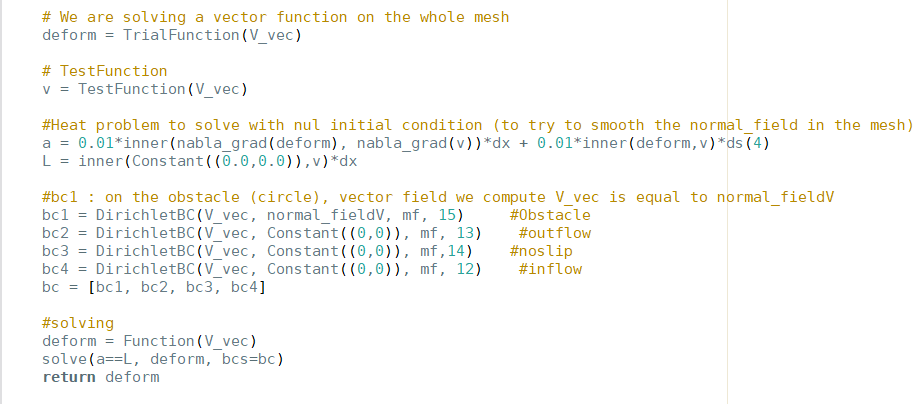 # We are solving a vector function on the whole mesh
deform = TrialFunction(V_vec)
# TestFunction
v = TestFunction(V_vec)
#Heat problem to solve with nul initial condition (to try to smooth the normal_field in the mesh)
a = 0.01*inner(nabla_grad(deform), nabla_grad(v))*dx + 0.01*inner(deform,v)*ds(4)
L = inner(Constant((0.0,0.0)),v)*dx
#bc1 : on the obstacle (circle), vector field we compute V_vec is equal to normal_fieldV
bc1 = DirichletBC(V_vec, normal_fieldV, mf, 15)     #Obstacle
bc2 = DirichletBC(V_vec, Constant((0,0)), mf, 13)    #outflow
bc3 = DirichletBC(V_vec, Constant((0,0)), mf,14)    #noslip
bc4 = DirichletBC(V_vec, Constant((0,0)), mf, 12)    #inflow
bc = [bc1, bc2, bc3, bc4]
#solving
deform = Function(V_vec)
solve(a==L, deform, bcs=bc)
return deform